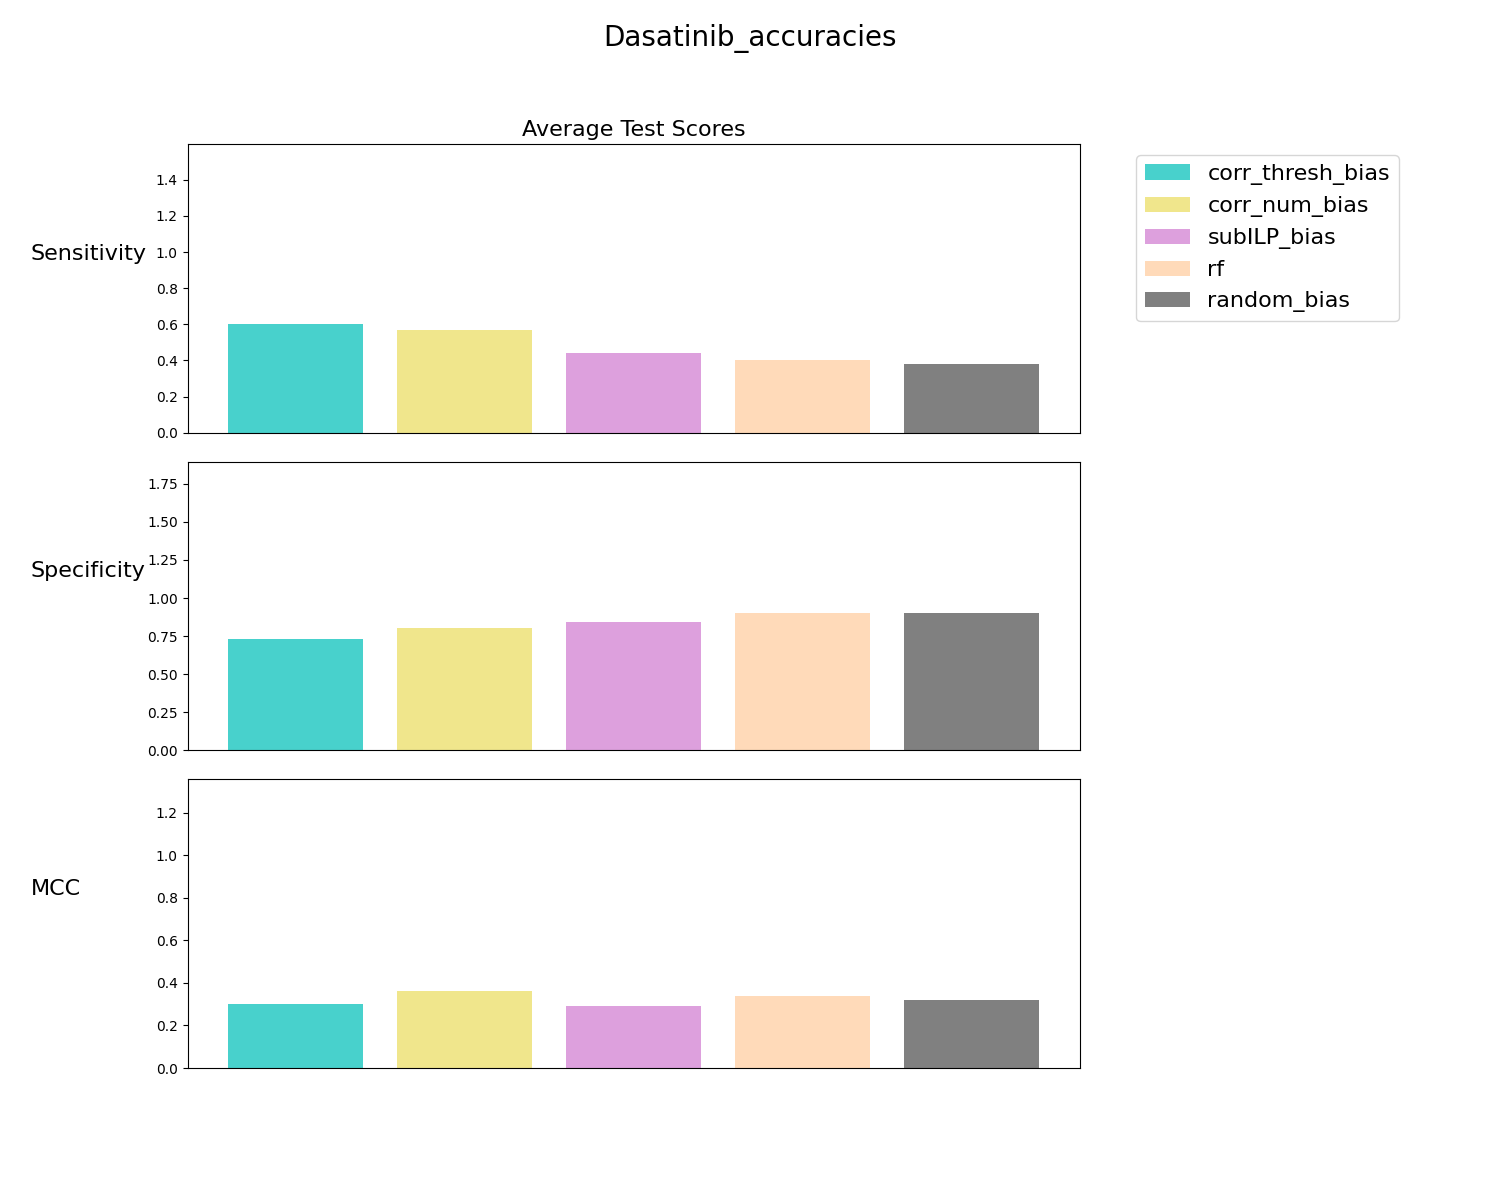 Dasatinib_accuracies
Average Test Scores
Sensitivity
1.4
1.2
1.0
0.8
0.6
0.4
0.2
0.0
corr_thresh_bias
corr_num_bias
subILP_bias
rf
random_bias
Specificity
1.75
1.50
1.25
1.00
0.75
0.50
0.25
0.00
MCC
1.2
1.0
0.8
0.6
0.4
0.2
0.0